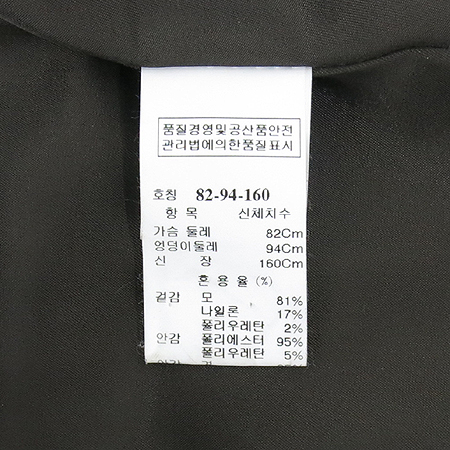 품질경영및공산품안전
관리법에의한품질표시
호칭 82-94-160
항 목 신체치수
가슴 둘레 82Cm
엉덩이둘레 94Cm
신 장 160Cm
혼 용 율 (%)
겉감 모 81%
나일론 17%
폴리우레탄 2%
안감 폴리에스터 95%
폴리우레탄 5%